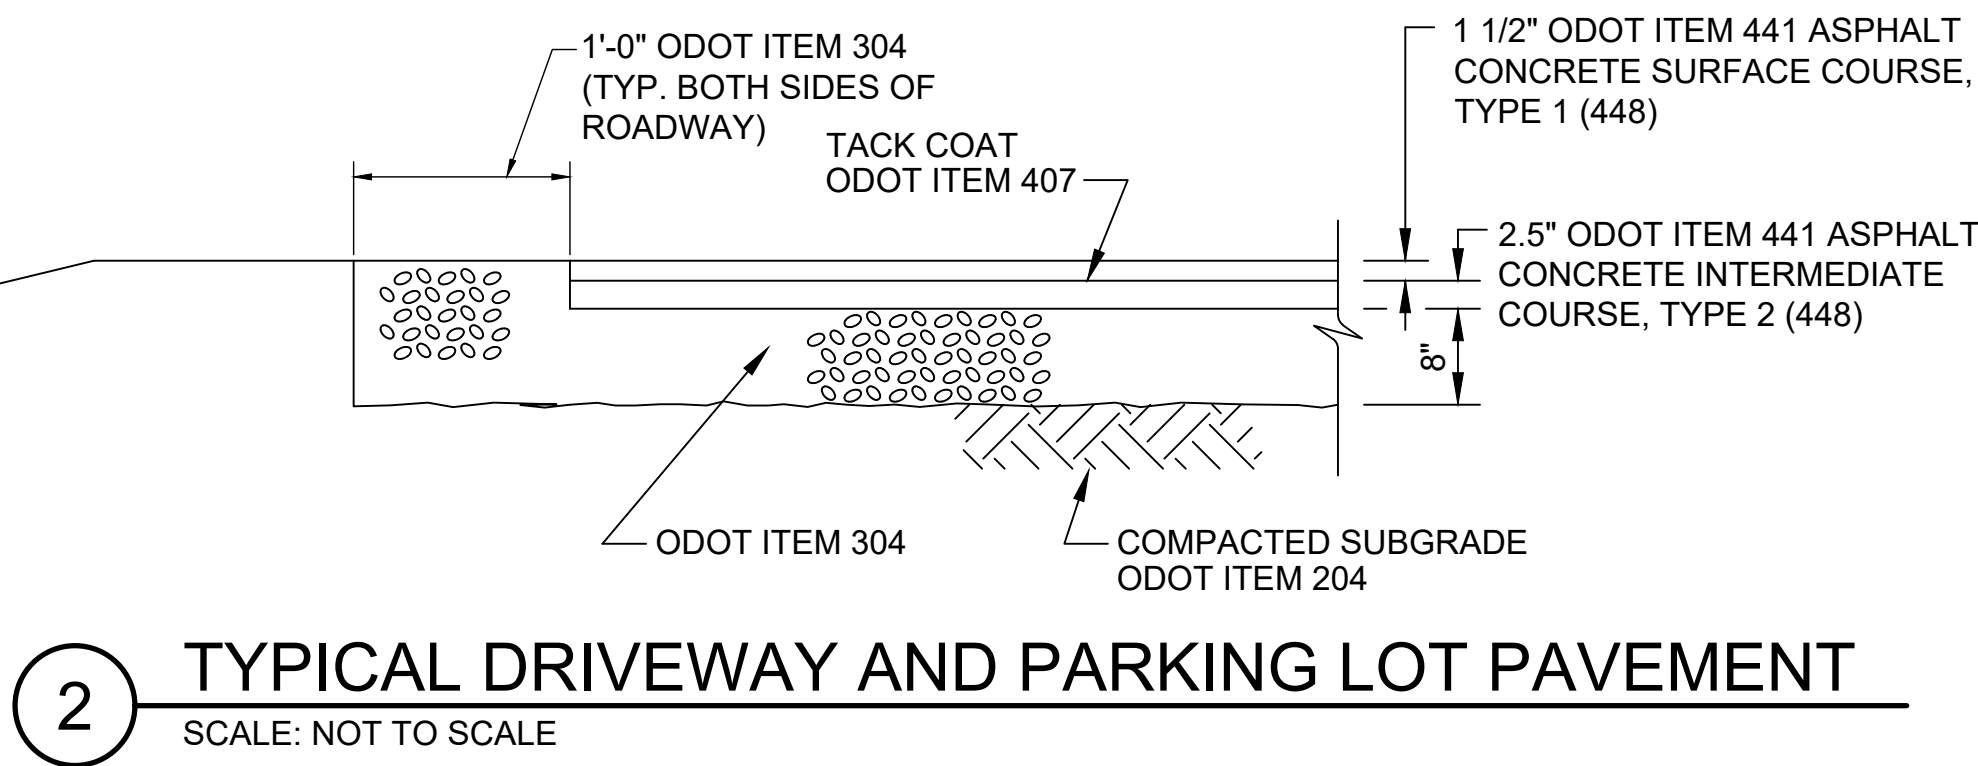 1'-0" ODOT ITEM 304
(TYP. BOTH SIDES OF
ROADWAY)
TACK COAT
ODOT ITEM 407
1 1/2" ODOT ITEM 441 ASPHALT
CONCRETE SURFACE COURSE,
TYPE 1 (448)
2.5" ODOT ITEM 441 ASPHALT
CONCRETE INTERMEDIATE
COURSE, TYPE 2 (448)
8"
ODOT ITEM 304
COMPACTED SUBGRADE
ODOT ITEM 204
2
TYPICAL DRIVEWAY AND PARKING LOT PAVEMENT
SCALE: NOT TO SCALE